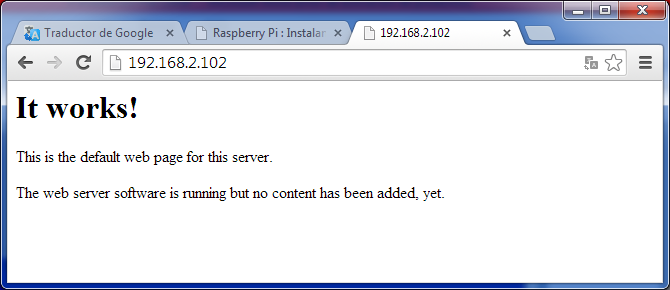 Traductor de Google
Raspberry Pi : Instalar
192.168.2.102
192.168.2.102
It works!
This is the default web page for this server.
The web server software is running but no content has been added, yet.